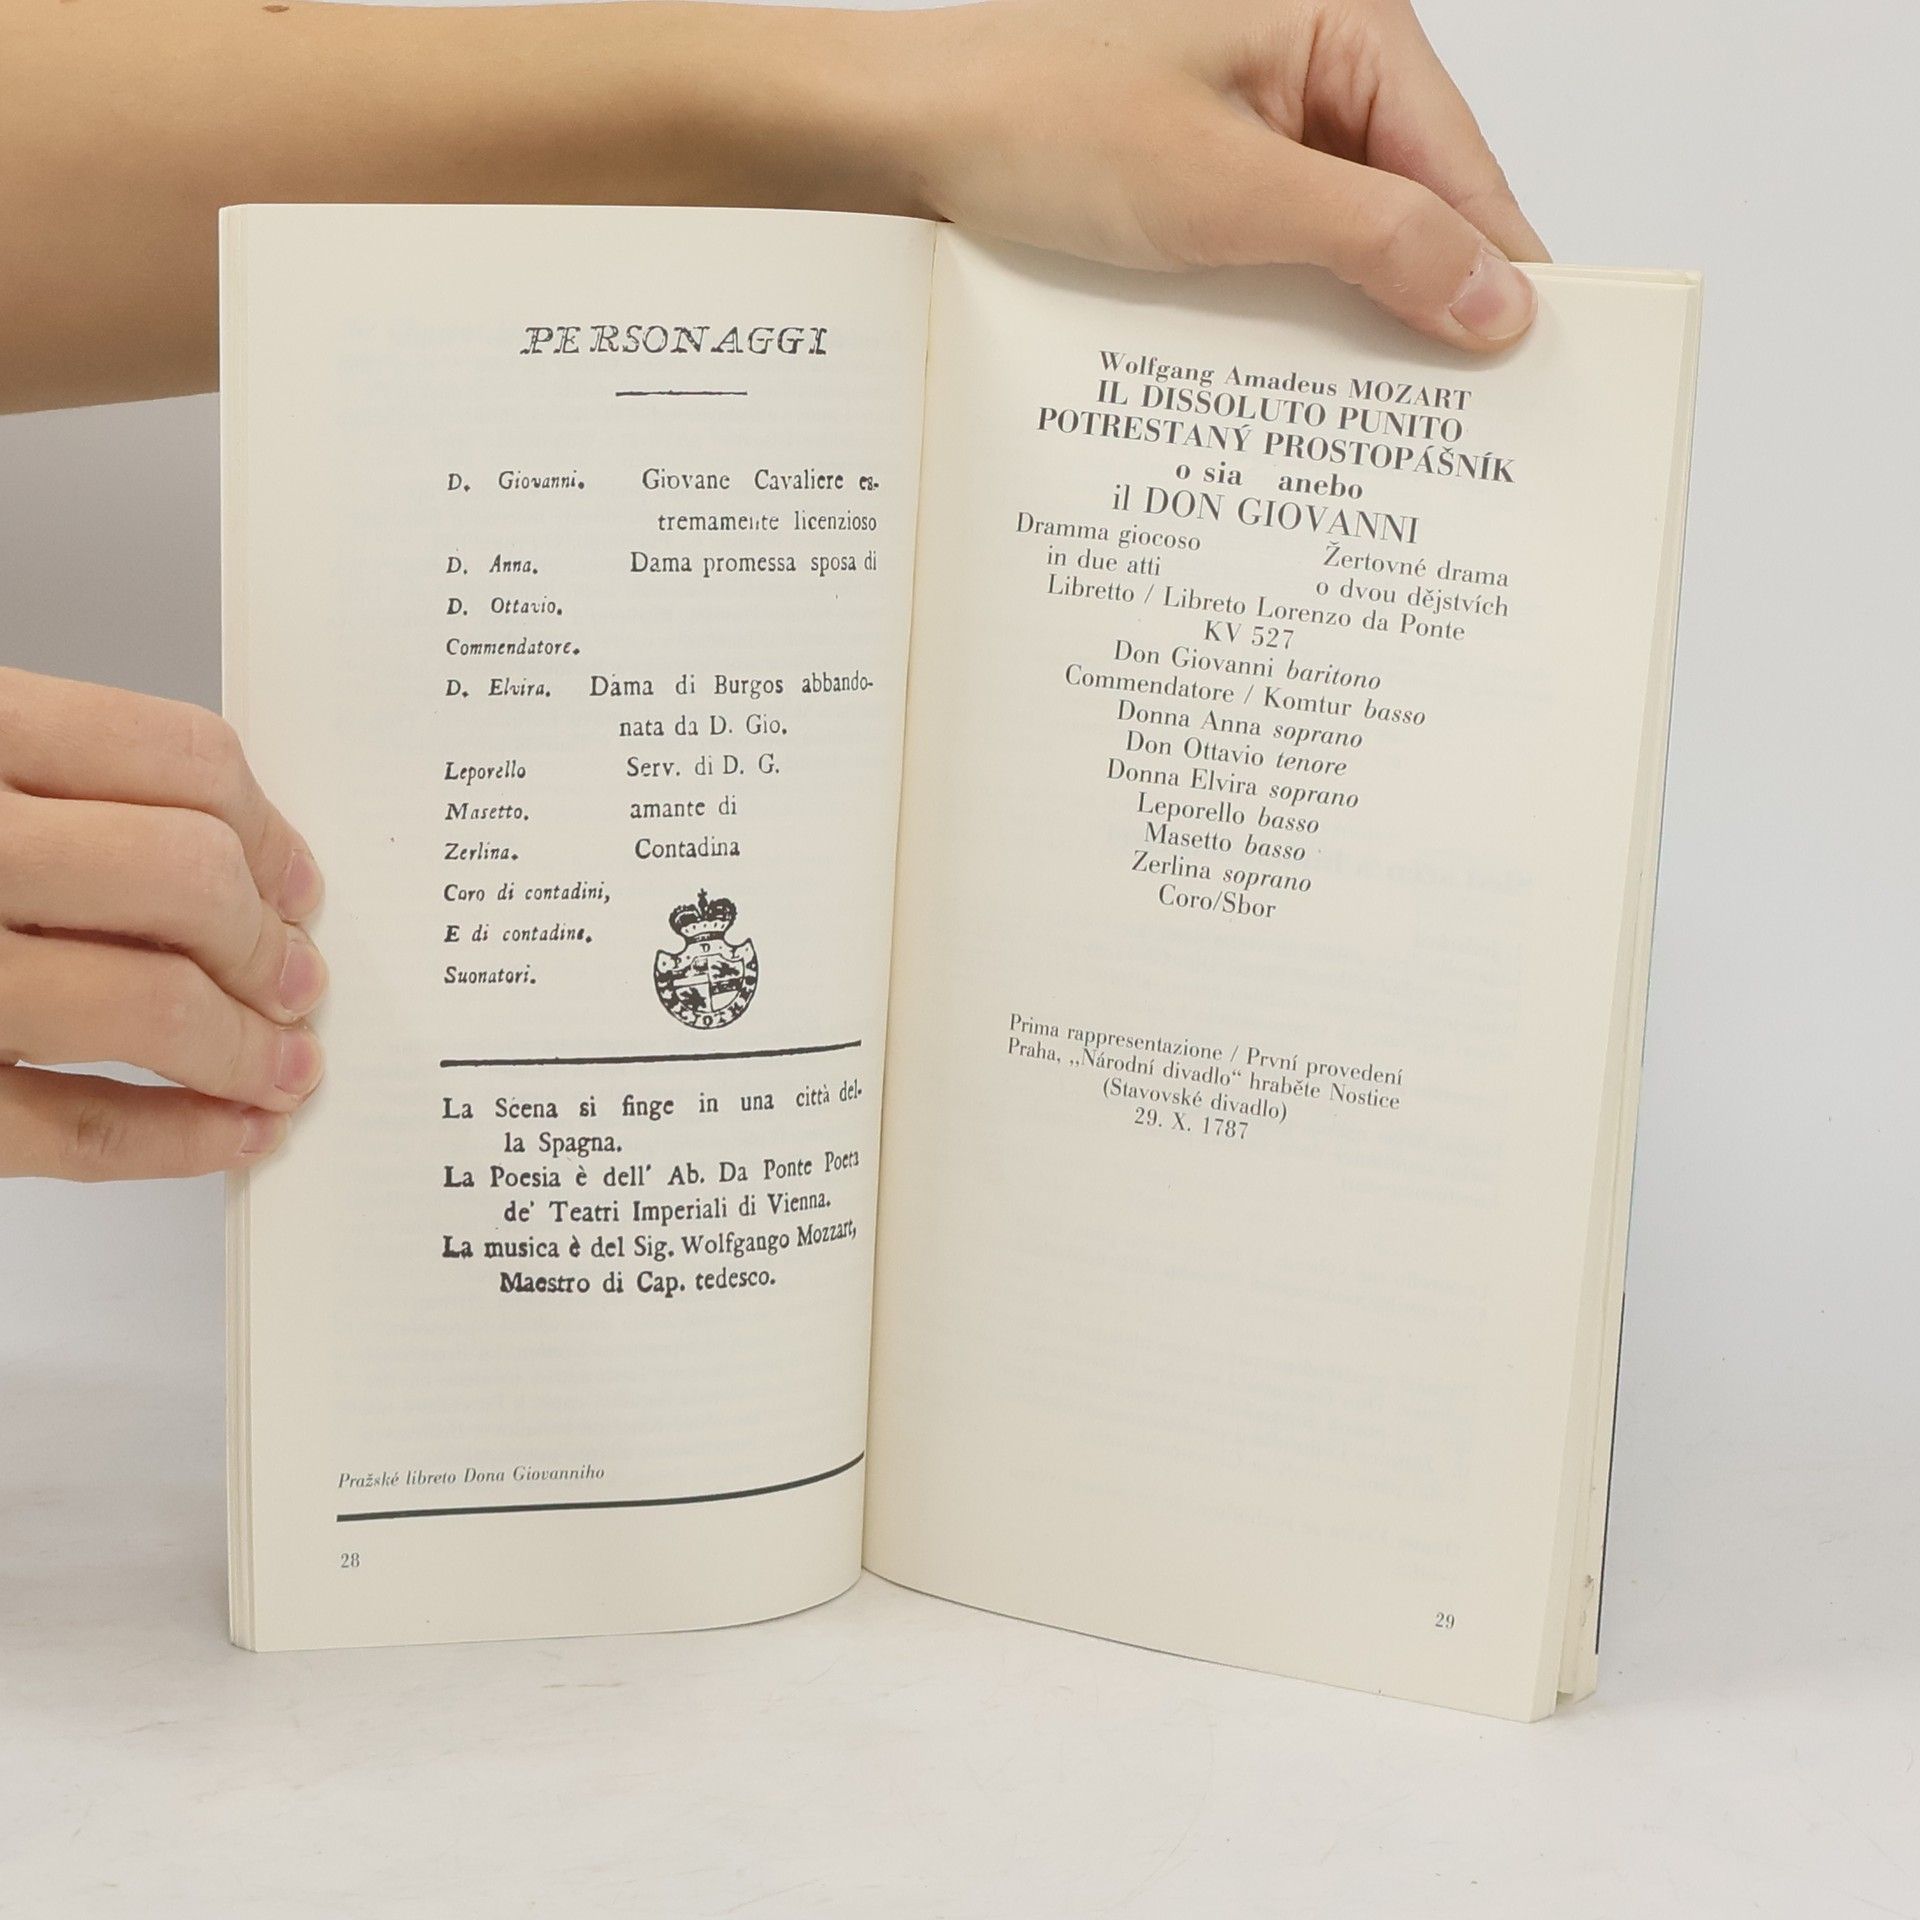 PERSONAGGI
D. Giovanni. Giovane Cavaliere es-
tremamente licenzioso
D. Anna. Dama promessa sposa di
D. Ottavio.
Commendatore.
D. Elvira. Dama di Burgos abbando-
nata da D. Gio.
Leporello Serv. di D. G.
Masetto. amante di
Zerlina. Contadina
Coro di contadini,
E di contadine.
Suonatori.
La Scena si finge in una città del-
la Spagna.
La Poesia è dell' Ab. Da Ponte Poeta
de' Teatri Imperiali di Vienna.
La musica è del Sig. Wolfgango Mozzart,
Maestro di Cap. tedesco.
Pražské libreto Dona Giovanniho
28
Wolfgang Amadeus MOZART
IL DISSOLUTO PUNITO
POTRESTANÝ PROSTOPÁŠNÍK
o sia anebo
il DON GIOVANNI
Dramma giocoso Žertovné drama
in due atti o dvou dějstvích
Libretto / Libreto Lorenzo da Ponte
KV 527
Don Giovanni baritono
Commendatore / Komtur basso
Donna Anna soprano
Don Ottavio tenore
Donna Elvira soprano
Leporello basso
Masetto basso
Zerlina soprano
Coro/Sbor
Prima rappresentazione / První provedení
Praha, „Národní divadlo“ hraběte Nostice
(Stavovské divadlo)
29. X. 1787
29